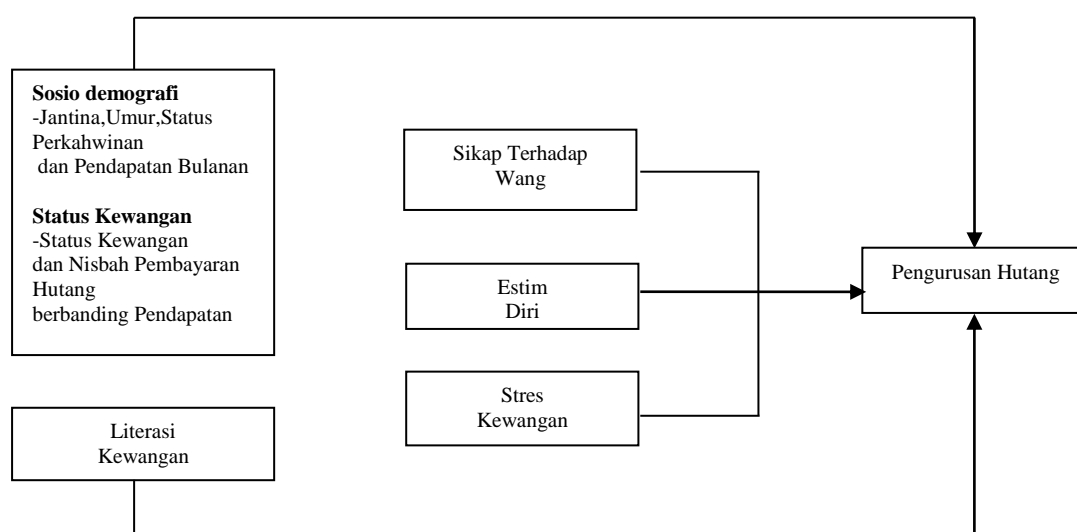 Sosio demografi
-Jantina,Umur,Status
Perkahwinan
dan Pendapatan Bulanan
Status Kewangan
-Status Kewangan
dan Nisbah Pembayaran
Hutang
berbanding Pendapatan
Literasi
Kewangan
Sikap Terhadap
Wang
Estim
Diri
Stres
Kewangan
Pengurusan Hutang